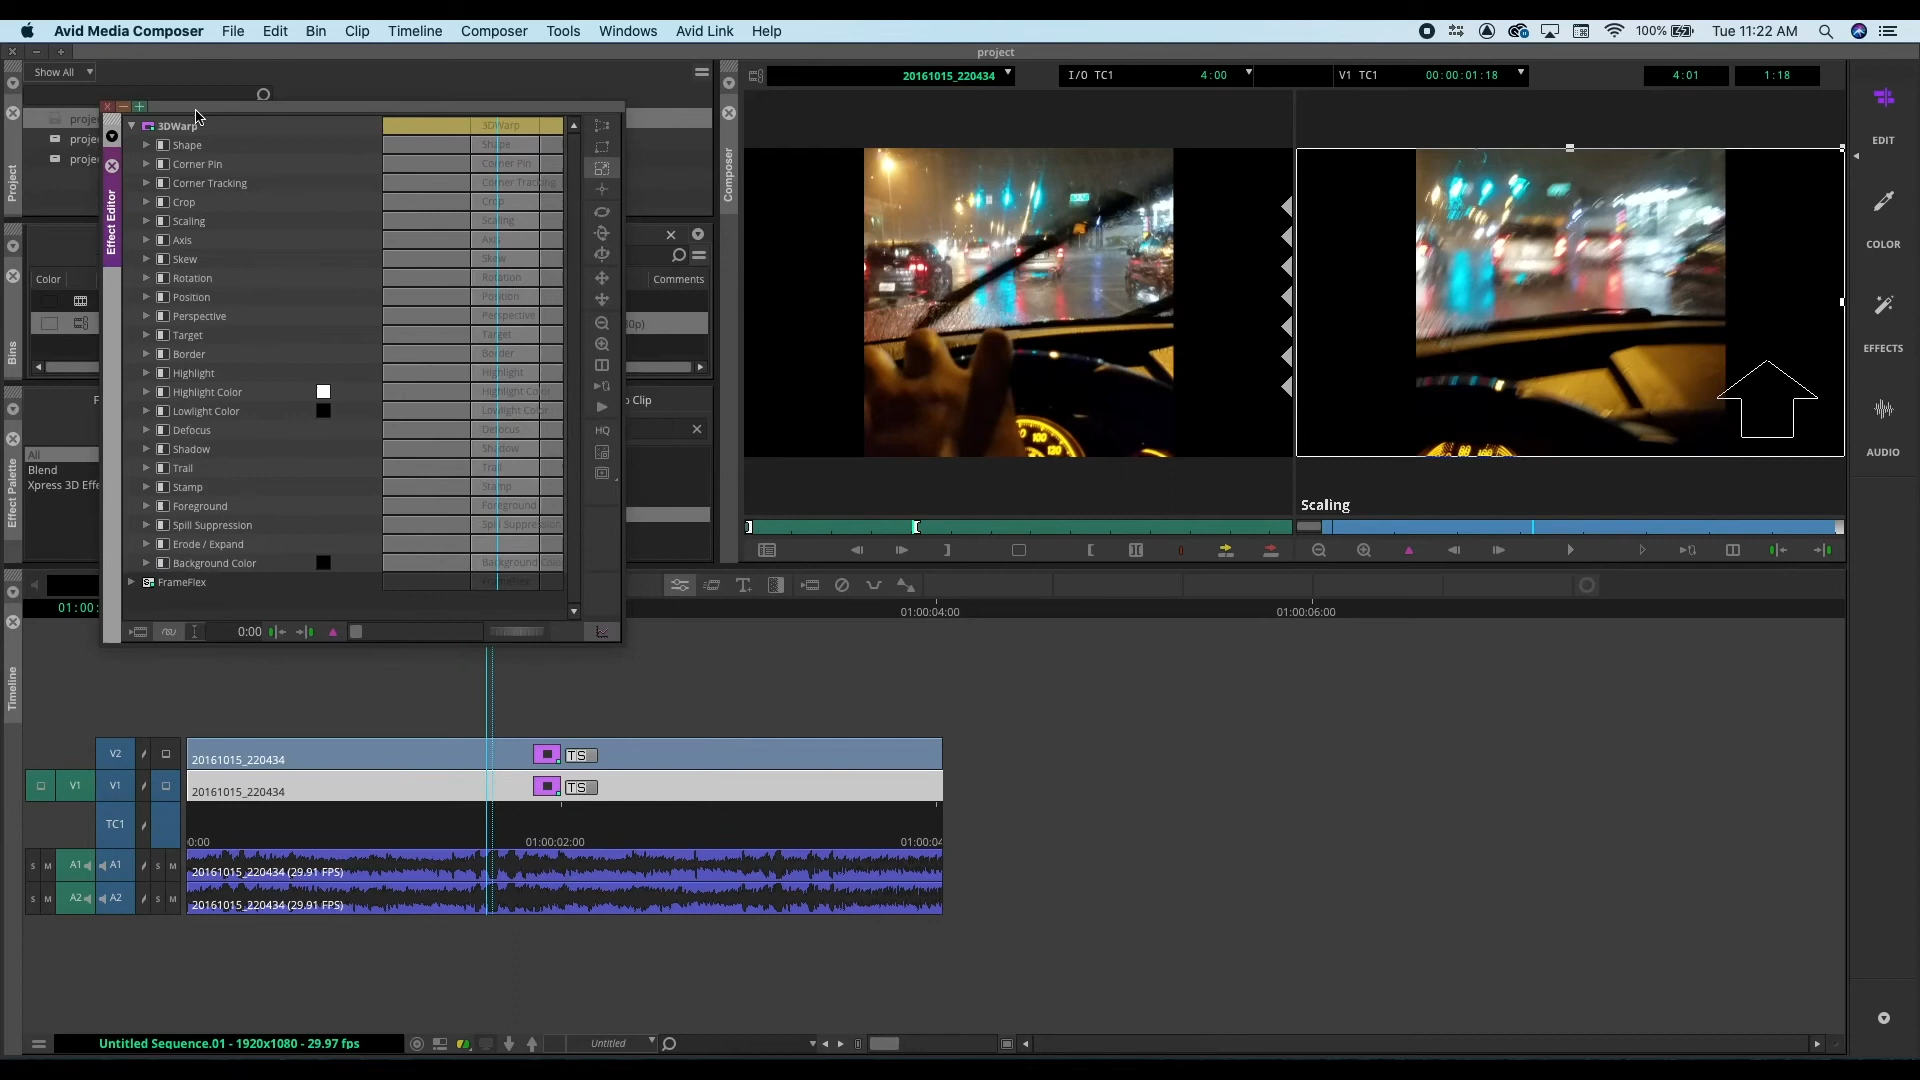 Avid Media Composer File Edit Bin Clip Timeline Composer Tools Windows Avid Link Help 100% Tue 11:22 AM
project
Show All
20161015_220434
I/O TC1 4:00
V1 TC1 00:00:01:18
4:01
1:18
Project
Bins
Effect Palette
Timeline
Composer
Effect Editor
3DWarp 3DWarp
Shape Shape
Corner Pin Corner Pin
Corner Tracking Corner Tracking
Crop Crop
Scaling Scaling
Axis Axis
Skew Skew
Rotation Rotation
Position Position
Perspective Perspective
Target Target
Border Border
Highlight Highlight
Highlight Color Highlight Color
Lowlight Color Lowlight Color
Defocus Defocus
Shadow Shadow
Trail Trail
Stamp Stamp
Foreground Foreground
Spill Suppression Spill Suppression
Erode / Expand
Background Color Background Color
FrameFlex FrameFlex
HQ
0:00
Color
Comments
All
Blend
Xpress 3D Effe
Scaling
EDIT
COLOR
EFFECTS
AUDIO
01:00:
01:00:04:00
01:00:06:00
V2 20161015_220434 TS
V1 V1 20161015_220434 TS
TC1 0:00 01:00:02:00 01:00:04
S M A1 A1 S M 20161015_220434 (29.91 FPS)
S M A2 A2 S M 20161015_220434 (29.91 FPS)
Untitled Sequence.01 - 1920x1080 - 29.97 fps
Untitled